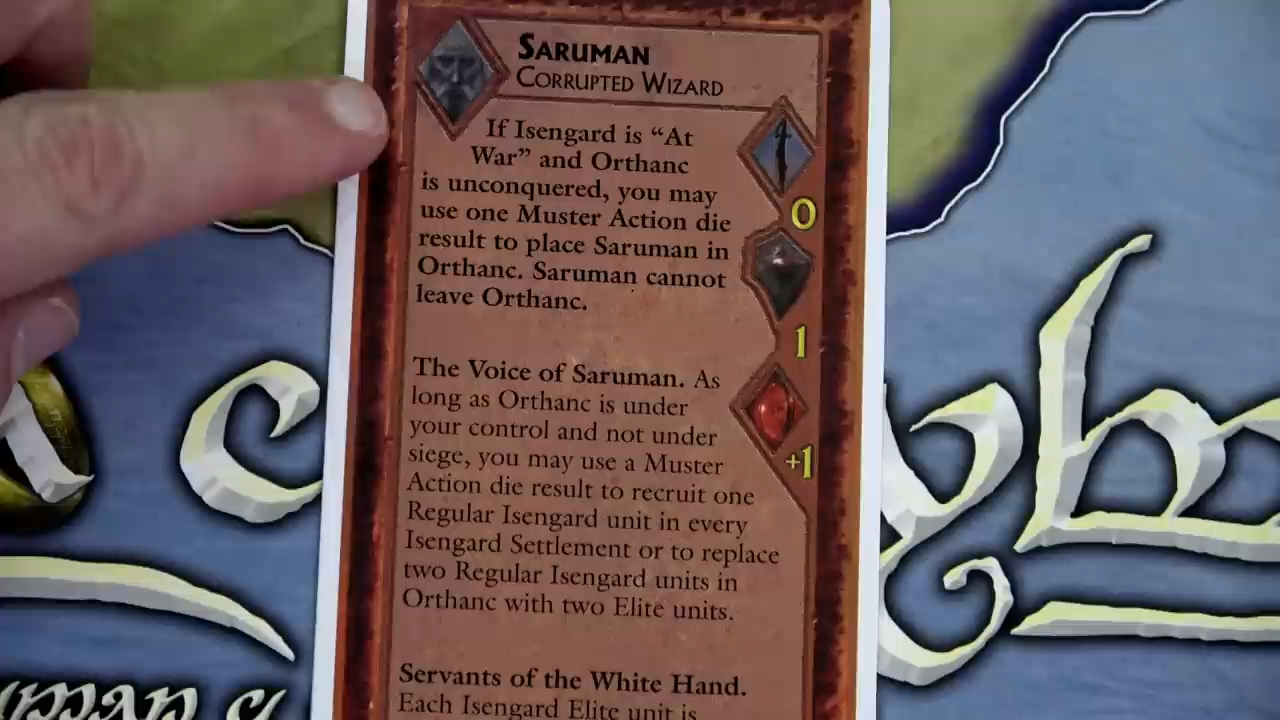 SARUMAN
CORRUPTED WIZARD
If Isengard is “At
War” and Orthanc
is unconquered, you may
use one Muster Action die
result to place Saruman in
Orthanc. Saruman cannot
leave Orthanc.
0
1
+1
The Voice of Saruman. As
long as Orthanc is under
your control and not under
siege, you may use a Muster
Action die result to recruit one
Regular Isengard unit in every
Isengard Settlement or to replace
two Regular Isengard units in
Orthanc with two Elite units.
Servants of the White Hand.
Each Isengard Elite unit is